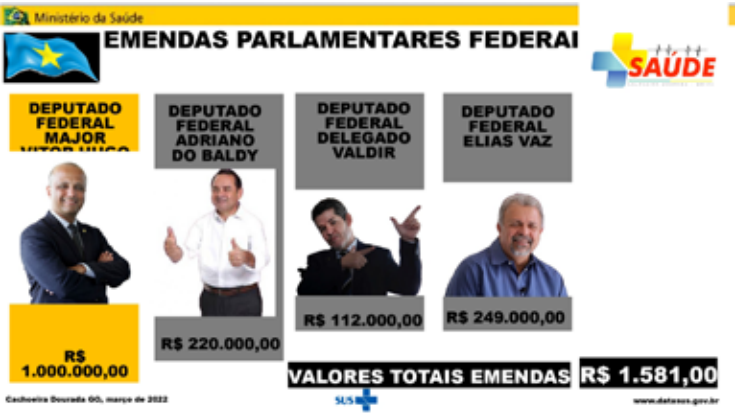 Ministério da Saúde
EMENDAS PARLAMENTARES FEDERAI
SAÚDE
DEPUTADO
FEDERAL
MAJOR
VITOR HUGO
DEPUTADO
FEDERAL
ADRIANO
DO BALDY
DEPUTADO
FEDERAL
DELEGADO
VALDIR
DEPUTADO
FEDERAL
ELIAS VAZ
R$
1.000.000,00
R$ 220.000,00
R$ 112.000,00
R$ 249.000,00
VALORES TOTAIS EMENDAS
R$ 1.581,00
Cachoeira Dourada GO, março de 2022
SUS
www.datasus.gov.br